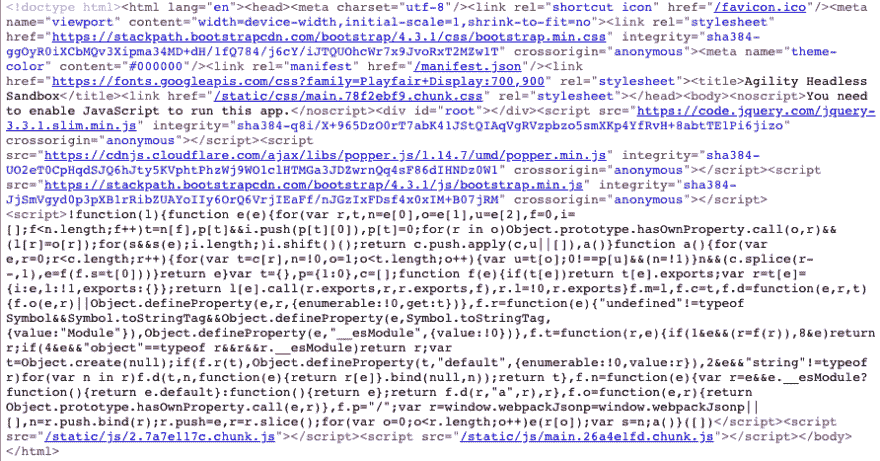 <!doctype html><html lang="en"><head><meta charset="utf-8"/><link rel="shortcut icon" href="/favicon.ico"/><meta
name="viewport" content="width=device-width,initial-scale=1,shrink-to-fit=no"><link rel="stylesheet"
href="https://stackpath.bootstrapcdn.com/bootstrap/4.3.1/css/bootstrap.min.css" integrity="sha384-
ggOyR0iXCbMQv3Xipma34MD+dH/1fQ784/j6cY/iJTQUOhcWr7x9JvoRxT2MZw1T" crossorigin="anonymous"><meta name="theme-
color" content="#000000"/><link rel="manifest" href="/manifest.json"/><link
href="https://fonts.googleapis.com/css?family=Playfair+Display:700,900" rel="stylesheet"><title>Agility Headless
Sandbox</title><link href="/static/css/main.78f2ebf9.chunk.css" rel="stylesheet"></head><body><noscript>You need
to enable JavaScript to run this app.</noscript><div id="root"></div><script src="https://code.jquery.com/jquery-
3.3.1.slim.min.js" integrity="sha384-q8i/X+965DzO0rT7abK41JStQIAqVgRVzpbzo5smXKp4YfRvH+8abtTE1Pi6jizo"
crossorigin="anonymous"></script><script
src="https://cdnjs.cloudflare.com/ajax/libs/popper.js/1.14.7/umd/popper.min.js" integrity="sha384-
UO2eT0CpHqdSJQ6hJty5KVphtPhzWj9WO1clHTMGa3JDZwrnQq4sF86dIHNDz0W1" crossorigin="anonymous"></script><script
src="https://stackpath.bootstrapcdn.com/bootstrap/4.3.1/js/bootstrap.min.js" integrity="sha384-
JjSmVgyd0p3pXB1rRibZUAYoIIy6OrQ6VrjIEaFf/nJGzIxFDsf4x0xIM+B07jRM" crossorigin="anonymous"></script>
<script>!function(l){function e(e){for(var r,t,n=e[0],o=e[1],u=e[2],f=0,i=
[];f<n.length;f++)t=n[f],p[t]&&i.push(p[t][0]),p[t]=0;for(r in o)Object.prototype.hasOwnProperty.call(o,r)&&
(l[r]=o[r]);for(s&&s(e);i.length;)i.shift()();return c.push.apply(c,u||[]),a()}function a(){for(var
e,r=0;r<c.length;r++){for(var t=c[r],n=!0,o=1;o<t.length;o++){var u=t[o];0!==p[u]&&(n=!1)}n&&(c.splice(r-
-,1),e=f(f.s=t[0]))}return e}var t={},p={1:0},c=[];function f(e){if(t[e])return t[e].exports;var r=t[e]=
{i:e,l:!1,exports:{}};return l[e].call(r.exports,r,r.exports,f),r.l=!0,r.exports}f.m=l,f.c=t,f.d=function(e,r,t)
{f.o(e,r)||Object.defineProperty(e,r,{enumerable:!0,get:t})},f.r=function(e){"undefined"!=typeof
Symbol&&Symbol.toStringTag&&Object.defineProperty(e,Symbol.toStringTag,
{value:"Module"}),Object.defineProperty(e,"__esModule",{value:!0})},f.t=function(r,e){if(1&e&&(r=f(r)),8&e)return
r;if(4&e&&"object"==typeof r&&r&&r.__esModule)return r;var
t=Object.create(null);if(f.r(t),Object.defineProperty(t,"default",{enumerable:!0,value:r}),2&e&&"string"!=typeof
r)for(var n in r)f.d(t,n,function(e){return r[e]}.bind(null,n));return t},f.n=function(e){var r=e&&e.__esModule?
function(){return e.default}:function(){return e};return f.d(r,"a",r),r},f.o=function(e,r){return
Object.prototype.hasOwnProperty.call(e,r)},f.p="/";var r=window.webpackJsonp=window.webpackJsonp||
[],n=r.push.bind(r);r.push=e,r=r.slice();for(var o=0;o<r.length;o++)e(r[o]);var s=n;a()}([])</script><script
src="/static/js/2.7a7e117c.chunk.js"></script><script src="/static/js/main.26a4e1fd.chunk.js"></script></body>
</html>